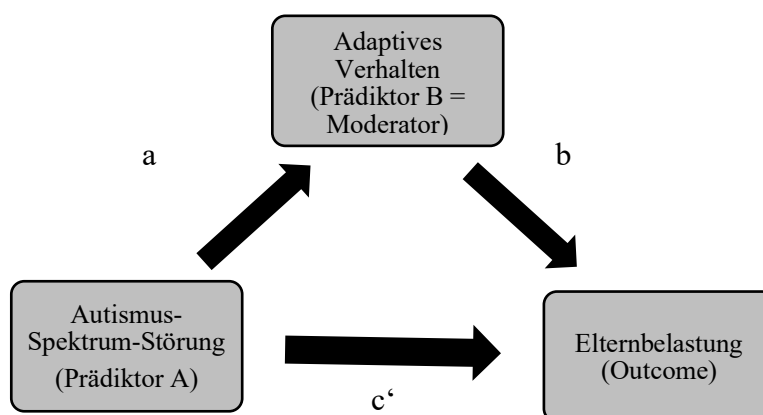 Adaptives
Verhalten
(Prädiktor B =
Moderator)
a
b
Autismus-
Spektrum-Störung
(Prädiktor A)
Elternbelastung
(Outcome)
c‘